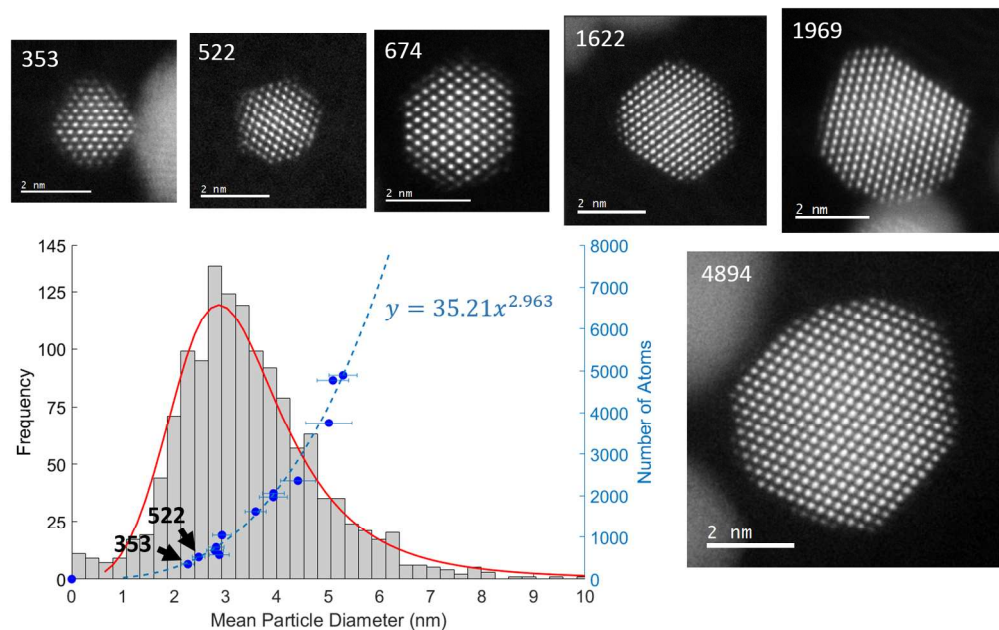 353
2 nm
522
2 nm
674
2 nm
1622
2 nm
1969
2 nm
4894
2 nm
145
125
100
75
50
25
0
Frequency
8000
7000
6000
5000
4000
3000
2000
1000
0
Number of Atoms
y = 35.21x^2.963
522
353
0 1 2 3 4 5 6 7 8 9 10
Mean Particle Diameter (nm)